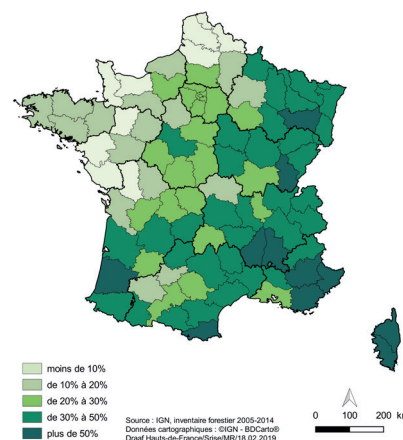 moins de 10%
de 10% à 20%
de 20% à 30%
de 30% à 50%
plus de 50%
Source : IGN, inventaire forestier 2005-2014
Données cartographiques : ©IGN - BDCarto®
Draaf Hauts-de-France/Srise/MR/18.02.2019
0 100 200 km